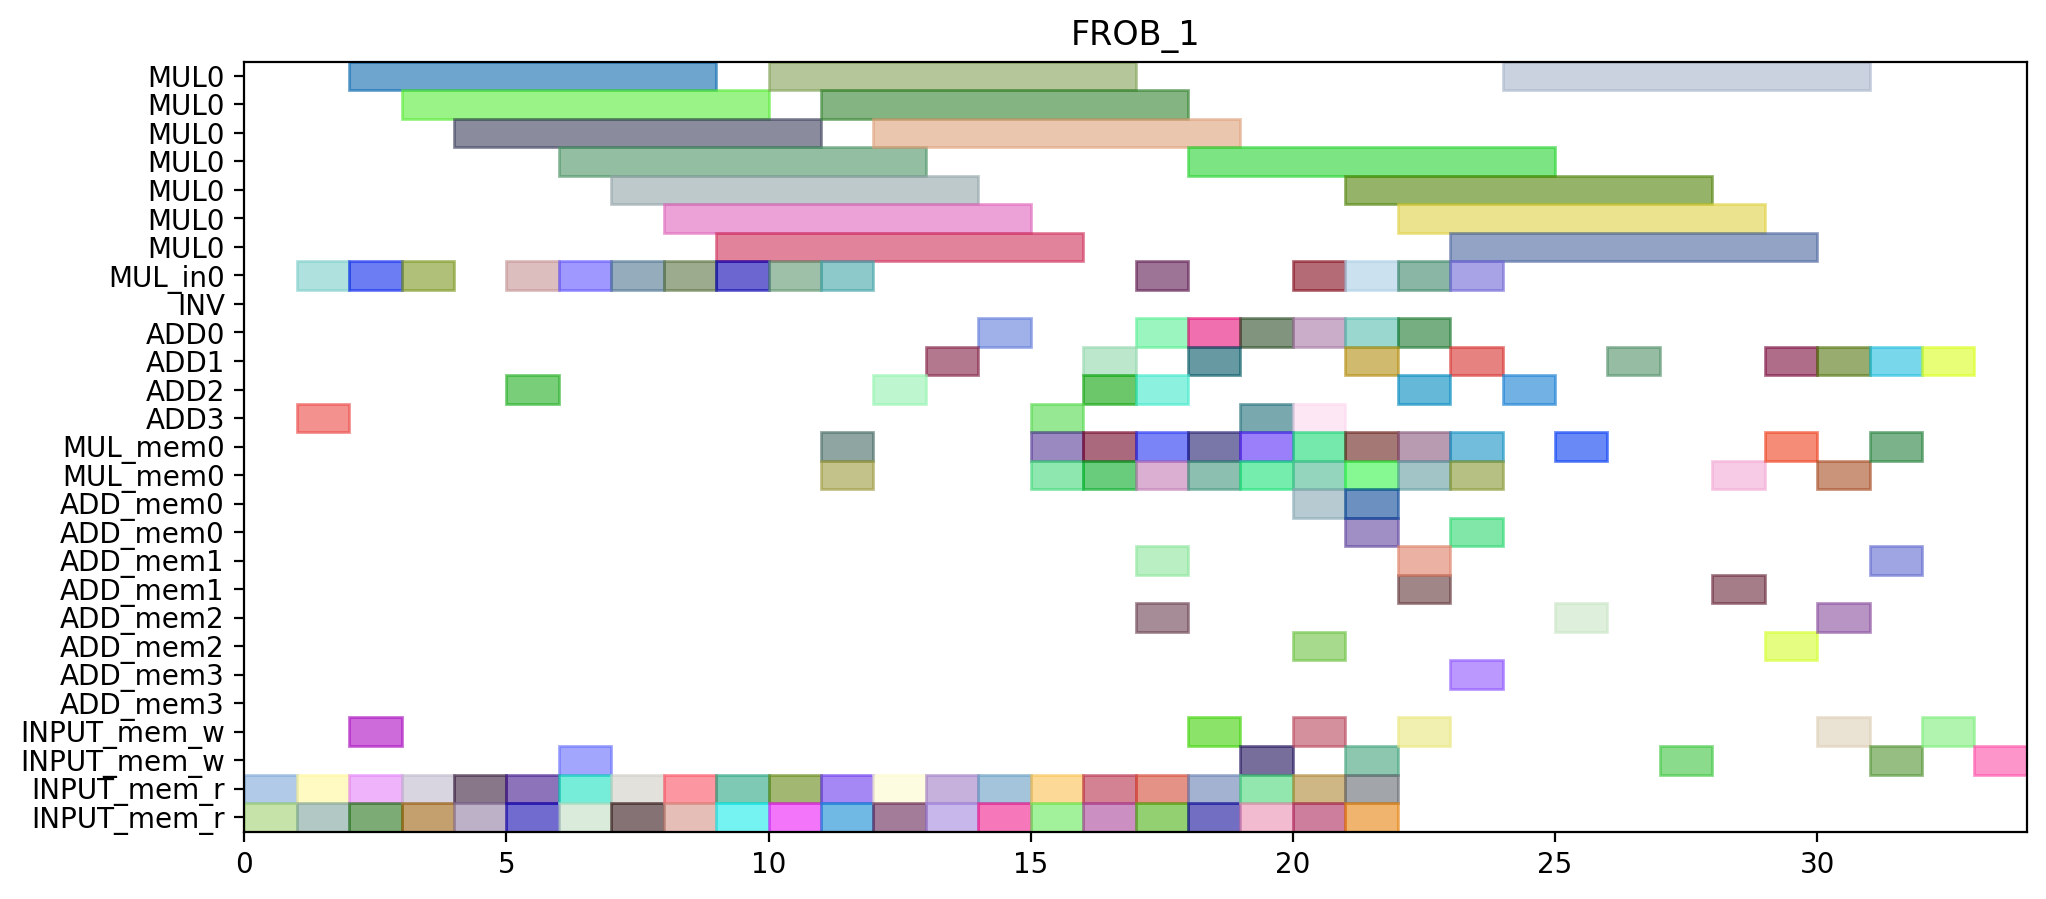 FROB_1
MUL0
MUL0
MUL0
MUL0
MUL0
MUL0
MUL0
MUL_in0
INV
ADD0
ADD1
ADD2
ADD3
MUL_mem0
MUL_mem0
ADD_mem0
ADD_mem0
ADD_mem1
ADD_mem1
ADD_mem2
ADD_mem2
ADD_mem3
ADD_mem3
INPUT_mem_w
INPUT_mem_w
INPUT_mem_r
INPUT_mem_r
0 5 10 15 20 25 30